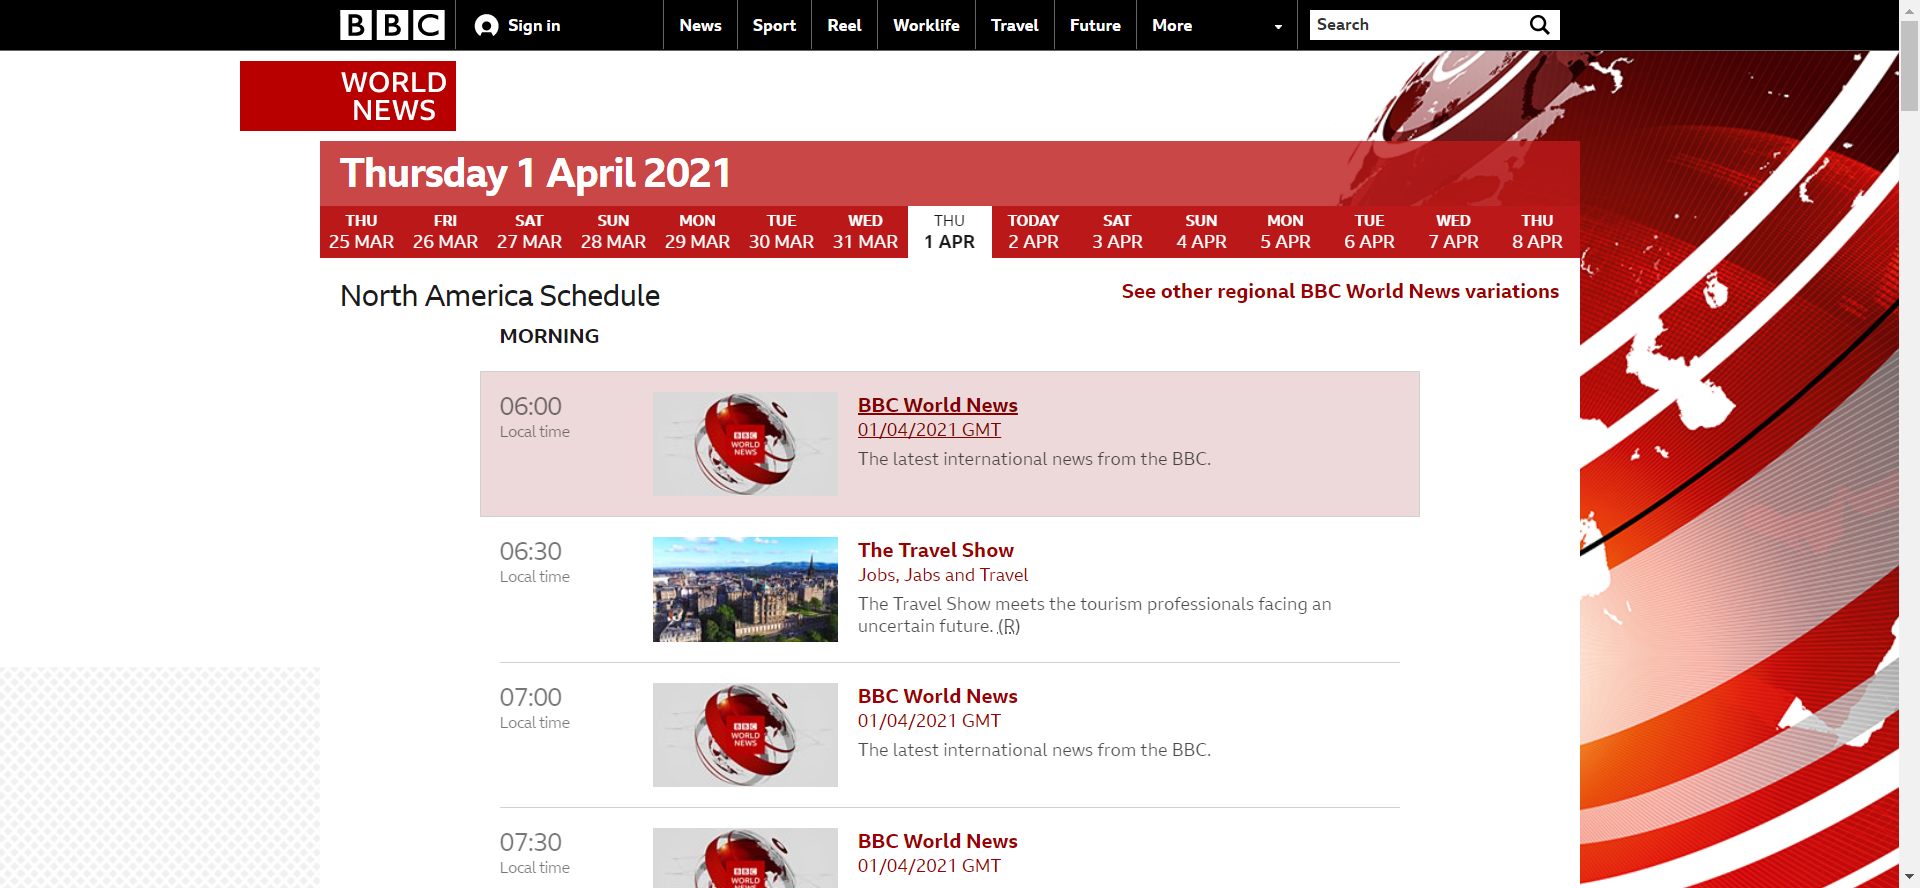 BBC
Sign in
News
Sport
Reel
Worklife
Travel
Future
More
Search
WORLD
NEWS
Thursday 1 April 2021
THU
25 MAR
FRI
26 MAR
SAT
27 MAR
SUN
28 MAR
MON
29 MAR
TUE
30 MAR
WED
31 MAR
THU
1 APR
TODAY
2 APR
SAT
3 APR
SUN
4 APR
MON
5 APR
TUE
6 APR
WED
7 APR
THU
8 APR
North America Schedule
See other regional BBC World News variations
MORNING
06:00
Local time
BBC
WORLD
NEWS
BBC World News
01/04/2021 GMT
The latest international news from the BBC.
06:30
Local time
The Travel Show
Jobs, Jabs and Travel
The Travel Show meets the tourism professionals facing an
uncertain future. (R)
07:00
Local time
BBC
WORLD
NEWS
BBC World News
01/04/2021 GMT
The latest international news from the BBC.
07:30
Local time
BBC
WORLD
NEWS
BBC World News
01/04/2021 GMT